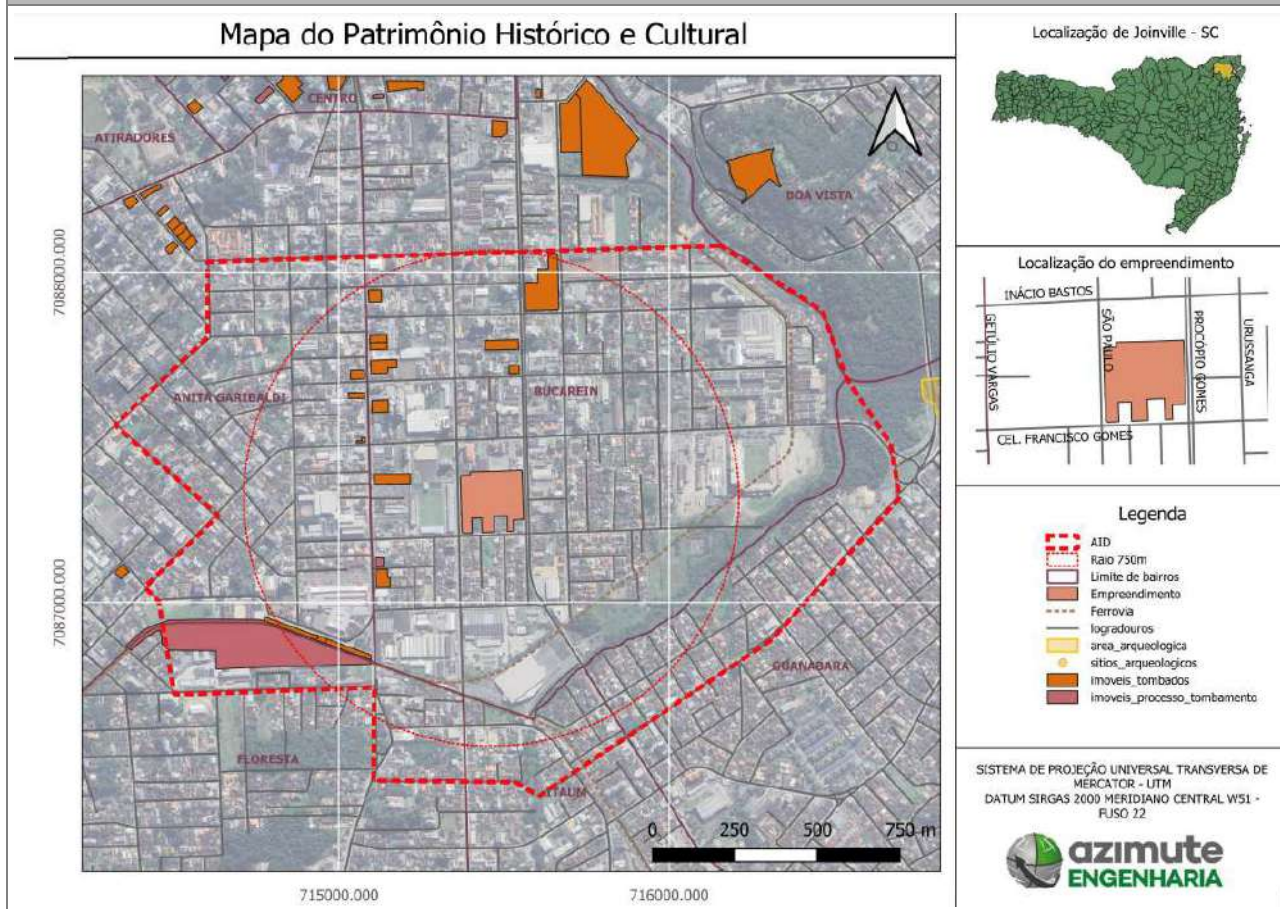 Mapa do Patrimônio Histórico e Cultural
CENTRO
ATIRADORES
BOA VISTA
ANITA GARIBALDI
BUCAREIN
GUANABARA
FLORESTA
ITAUM
7088000.000
7087000.000
715000.000
716000.000
0 250 500 750 m
Localização de Joinville - SC
Localização do empreendimento
INÁCIO BASTOS
GETÚLIO VARGAS
SÃO PAULO
PROCÓPIO GOMES
URUSSANGA
CEL. FRANCISCO GOMES
Legenda
AID
Raio 750m
Limite de bairros
Empreendimento
Ferrovia
logradouros
area_arqueologica
sitios_arqueologicos
imoveis_tombados
imoveis_processo_tombamento
SISTEMA DE PROJEÇÃO UNIVERSAL TRANSVERSA DE
MERCATOR - UTM
DATUM SIRGAS 2000 MERIDIANO CENTRAL W51 -
FUSO 22
azimute
ENGENHARIA